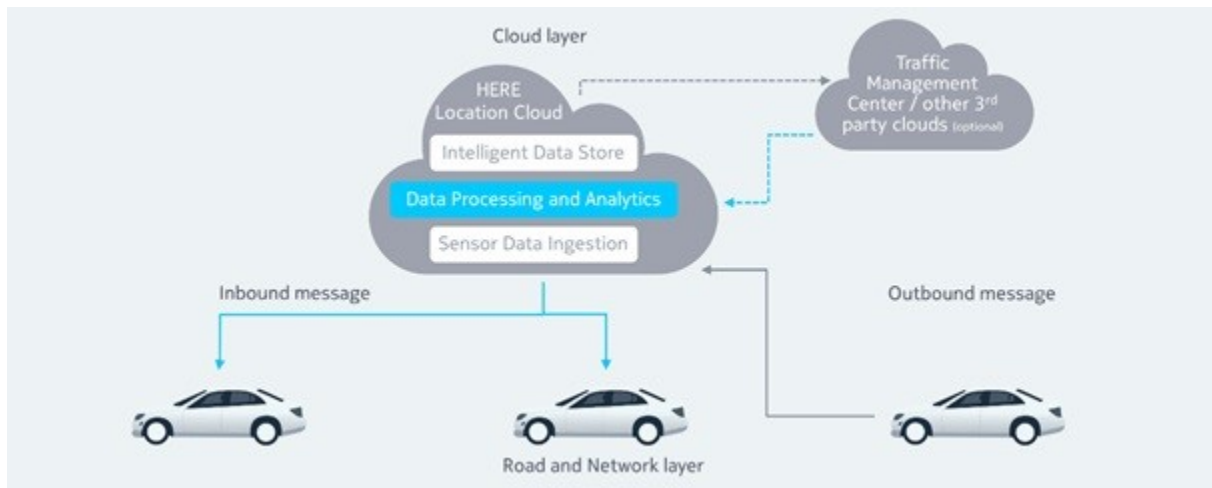 Cloud layer
HERE
Location Cloud
Intelligent Data Store
Data Processing and Analytics
Sensor Data Ingestion
Traffic
Management
Center / other 3rd
party clouds (optional)
Inbound message
Outbound message
Road and Network layer